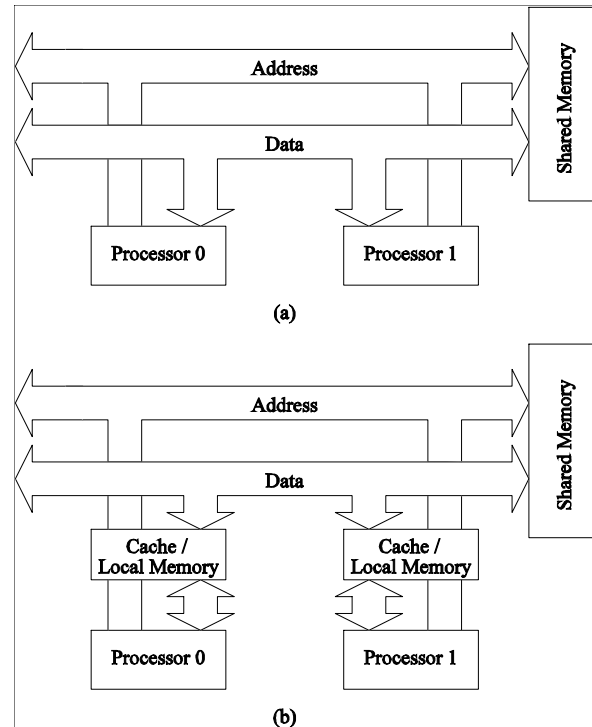 Address
Shared Memory
Data
Processor 0
Processor 1
(a)
Address
Shared Memory
Data
Cache /
Local Memory
Cache /
Local Memory
Processor 0
Processor 1
(b)